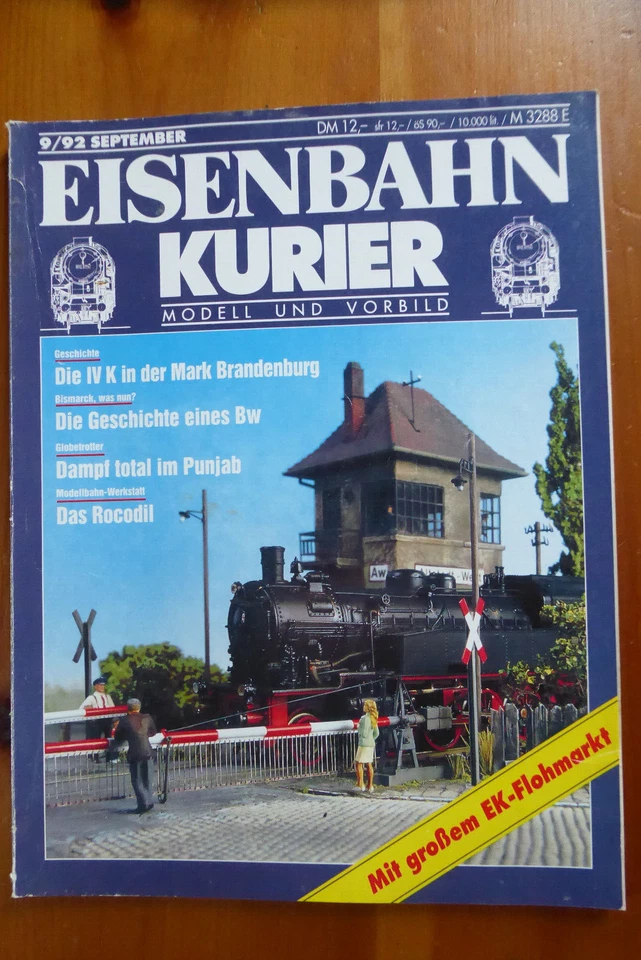 9/92 SEPTEMBER
DM 12,– sfr 12,– / öS 90,– / 10.000 lit. / M 3288 E
EISENBAHN
KURIER
MODELL UND VORBILD
Geschichte
Die IV K in der Mark Brandenburg
Bismarck, was nun?
Die Geschichte eines Bw
Globetrotter
Dampf total im Punjab
Modellbahn-Werkstatt
Das Rocodil
Aw
Mit großem EK-Flohmarkt